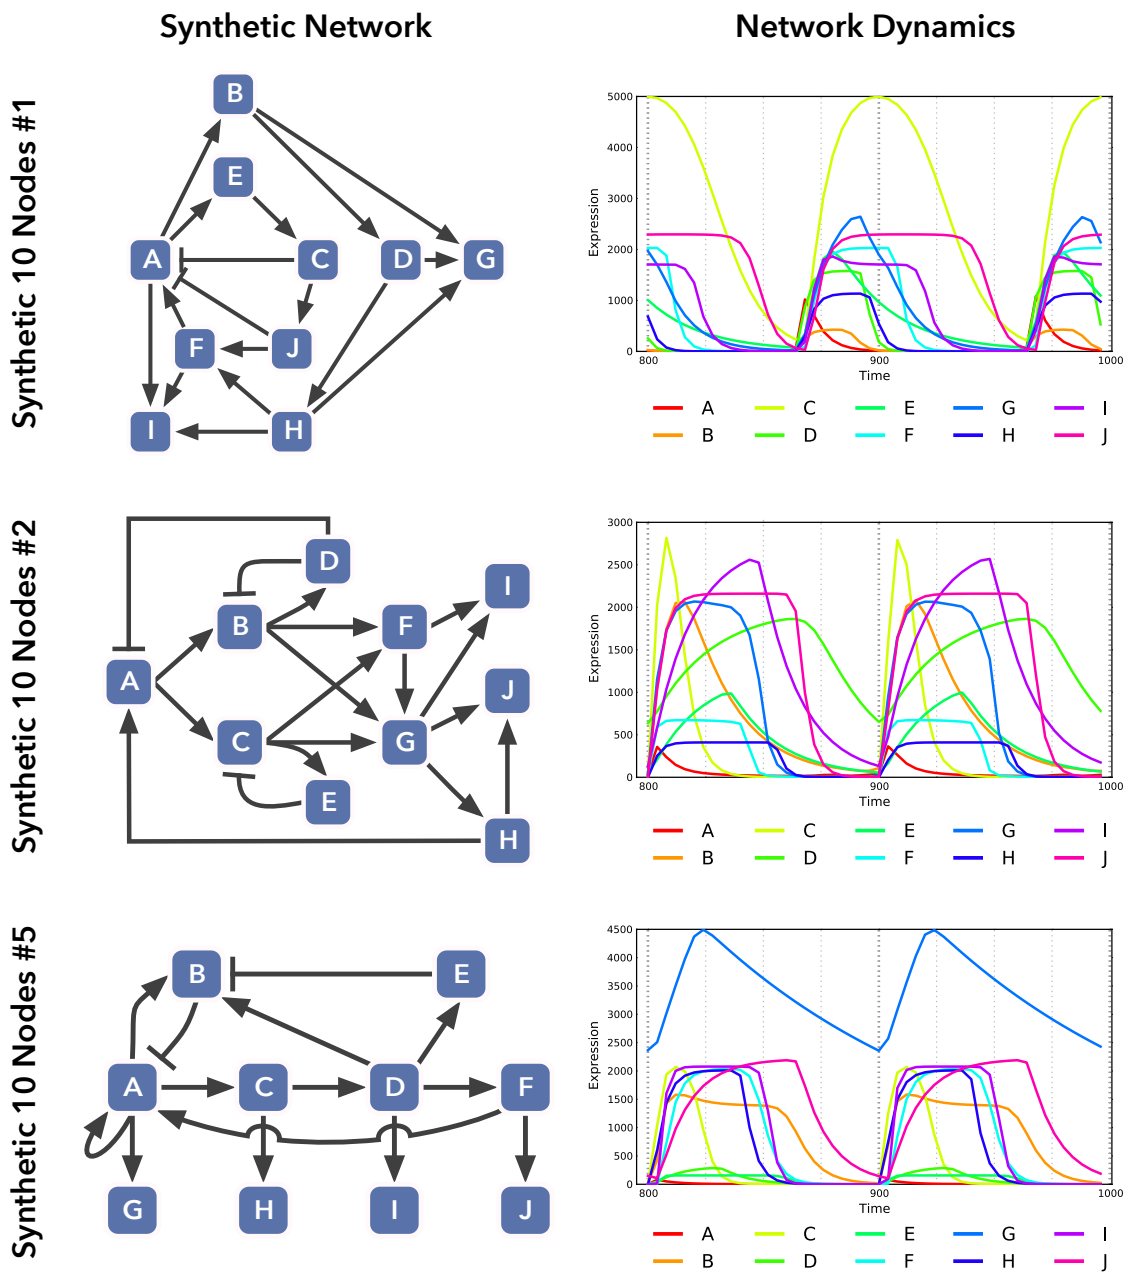 Synthetic Network
Network Dynamics
Synthetic 10 Nodes #1
B
E
A
C
D
G
F
J
I
H
5000
4000
3000
2000
1000
0
Expression
800
900
1000
Time
A
C
E
G
I
B
D
F
H
J
Synthetic 10 Nodes #2
D
I
B
F
A
J
C
G
E
H
3000
2500
2000
1500
1000
500
0
Expression
800
900
1000
Time
A
C
E
G
I
B
D
F
H
J
Synthetic 10 Nodes #5
B
E
A
C
D
F
G
H
I
J
4500
4000
3500
3000
2500
2000
1500
1000
500
0
Expression
800
900
1000
Time
A
C
E
G
I
B
D
F
H
J